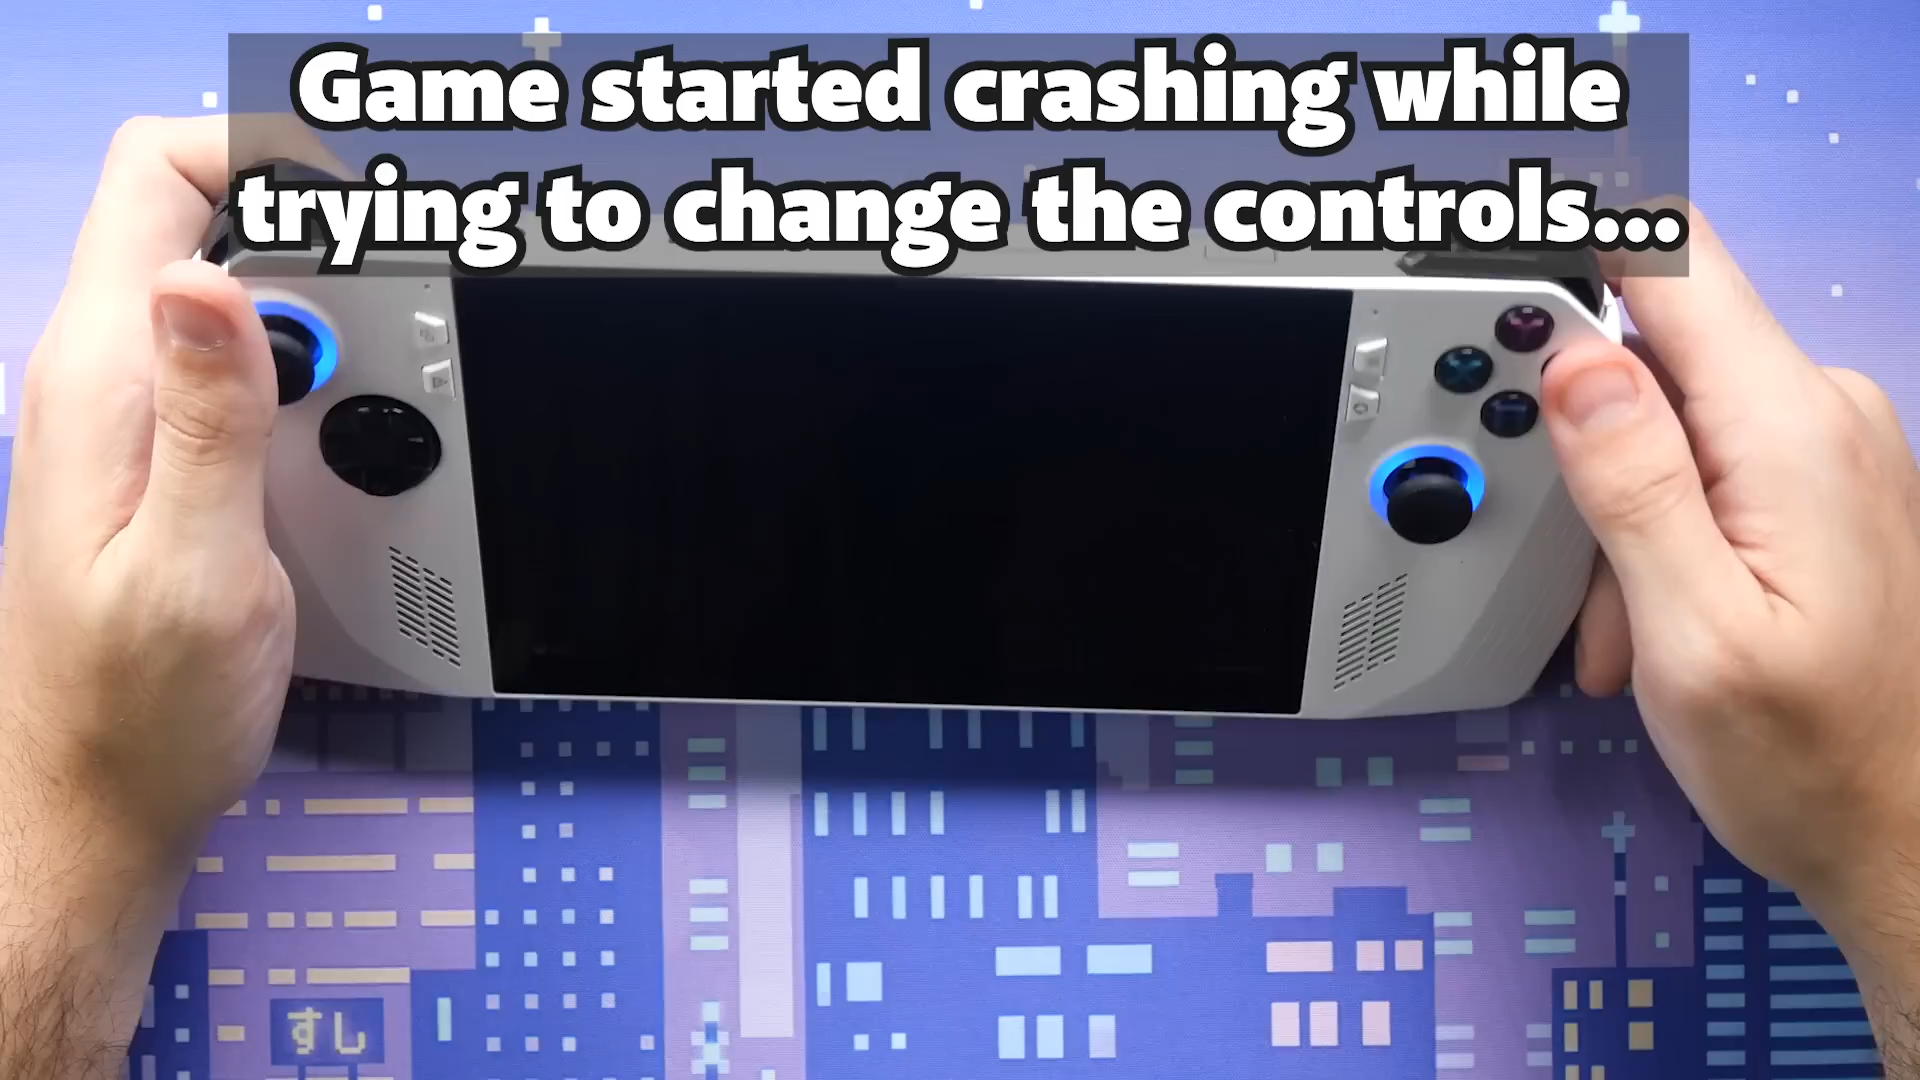 Game started crashing while
trying to change the controls...
すし